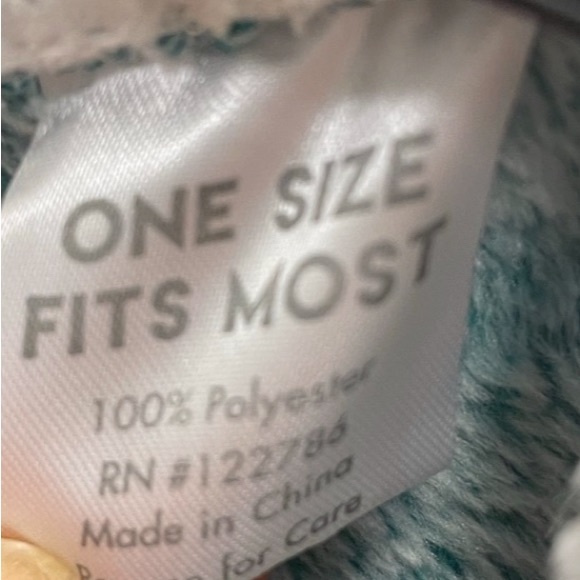 ONE SIZE
FITS MOST
100% Polyester
RN #122786
Made in China
for Care